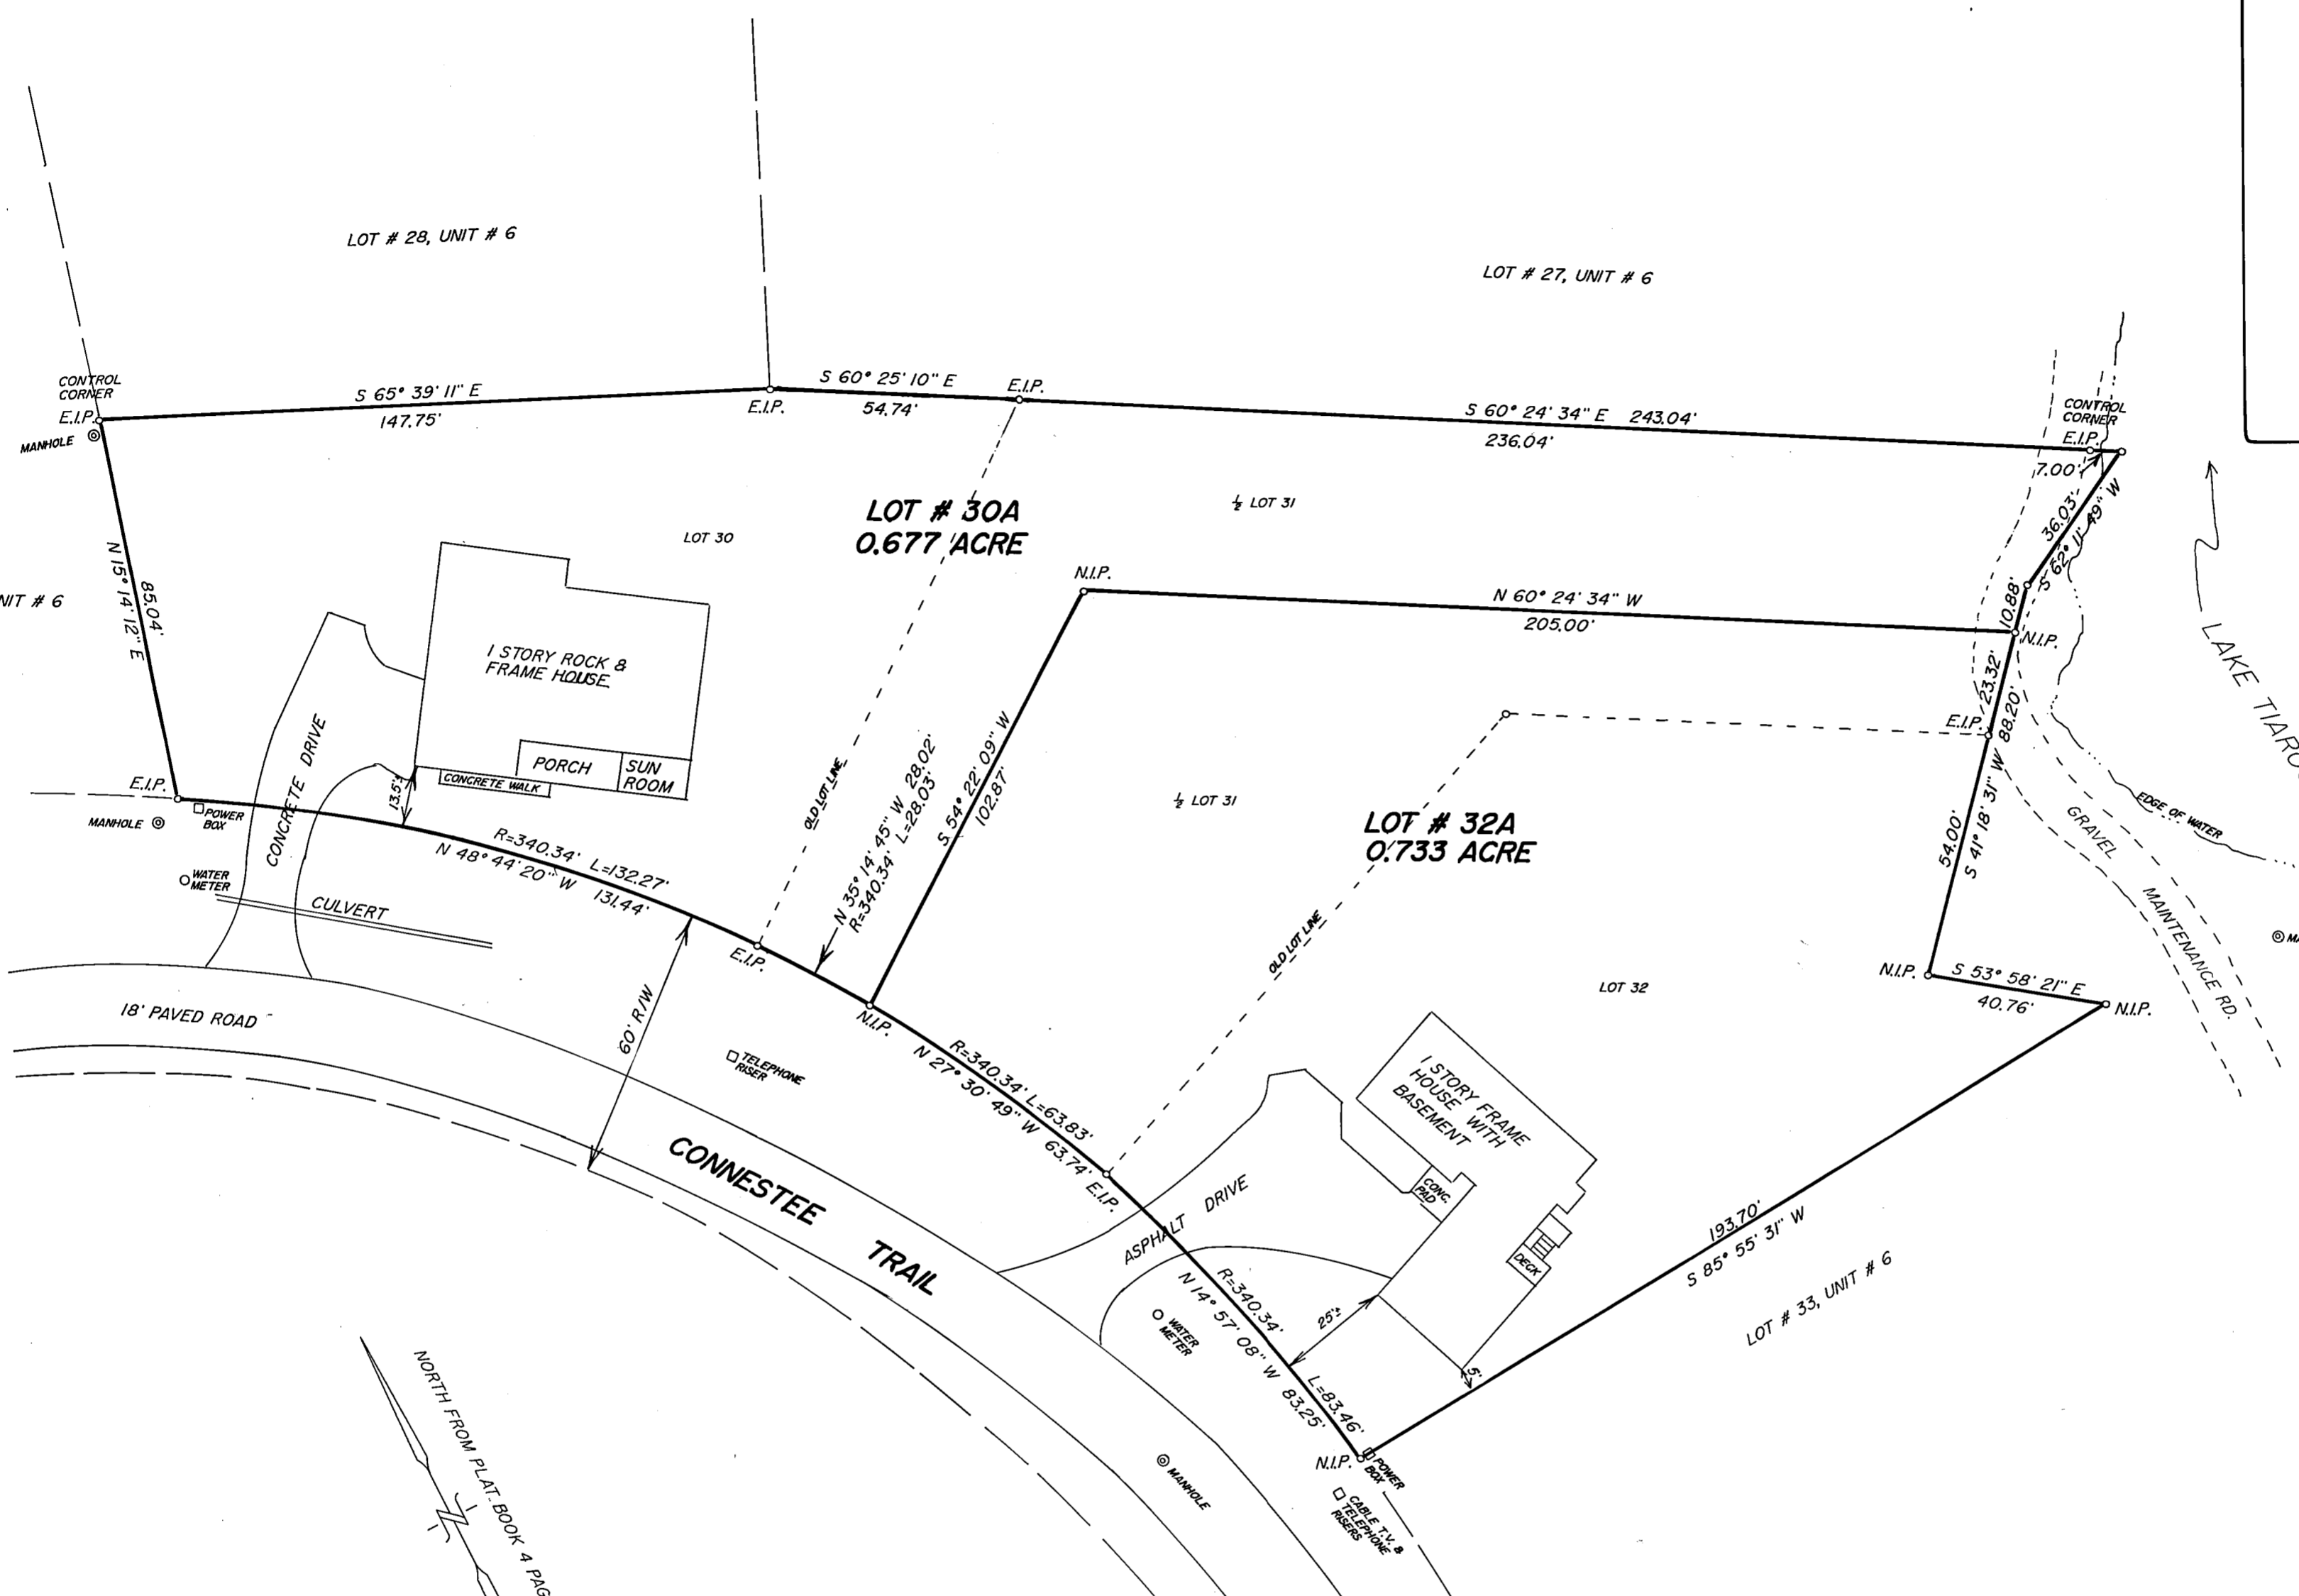 LOT # 28, UNIT # 6
LOT # 27, UNIT # 6
CONTROL
CORNER
E.I.P.
MANHOLE
S 65° 39' 11" E
147.75'
E.I.P.
S 60° 25' 10" E
54.74'
E.I.P.
S 60° 24' 34" E 243.04'
236.04'
CONTROL
CORNER
E.I.P.
7.00'
36.03'
S 62° 11' 49" W
10.88'
N.I.P.
LOT # 30A
0.677 ACRE
LOT 30
½ LOT 31
N.I.P.
N 60° 24' 34" W
205.00'
N 15° 14' 12" E
85.04'
NIT # 6
1 STORY ROCK &
FRAME HOUSE
PORCH
SUN
ROOM
CONCRETE WALK
13.5'±
CONCRETE DRIVE
E.I.P.
POWER
BOX
MANHOLE
WATER
METER
CULVERT
R=340.34' L=132.27'
N 48° 44' 20" W 131.44'
OLD LOT LINE
N 35° 14' 45" W 28.02'
R=340.34' L=28.03'
S 54° 22' 09" W
102.87'
½ LOT 31
LOT # 32A
0.733 ACRE
23.32'
88.20'
E.I.P.
54.00'
S 41° 18' 31" W
LAKE TIARO
EDGE OF WATER
GRAVEL
MAINTENANCE RD.
MA
E.I.P.
N.I.P.
OLD LOT LINE
LOT 32
N.I.P.
S 53° 58' 21" E
40.76'
N.I.P.
18' PAVED ROAD
60' R/W
TELEPHONE
RISER
R=340.34' L=63.83'
N 27° 30' 49" W 63.74'
E.I.P.
1 STORY FRAME
HOUSE WITH
BASEMENT
CONC.
PAD
DECK
ASPHALT DRIVE
CONNESTEE TRAIL
193.70'
S 85° 55' 31" W
LOT # 33, UNIT # 6
R=340.34' L=83.46'
N 14° 57' 08" W 83.25'
25'±
5'
WATER
METER
N.I.P.
POWER
BOX
MANHOLE
CABLE T.V. &
TELEPHONE
RISERS
NORTH FROM PLAT BOOK 4 PAG